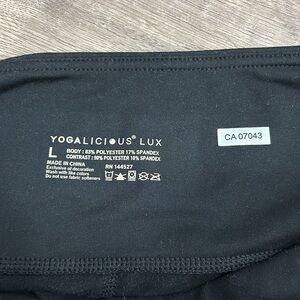 YOGALICIOUS® LUX
L
BODY : 83% POLYESTER 17% SPANDEX
CONTRAST : 90% POLYESTER 10% SPANDEX
MADE IN CHINA
RN 144527
Exclusive of decoration
Wash with like colors
Do not use fabric softeners
CA 07043